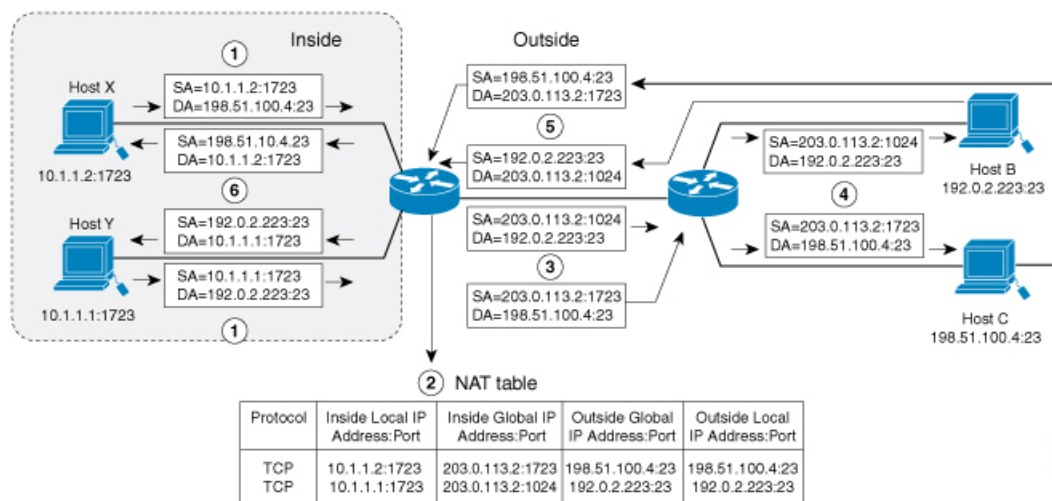 Inside
Outside
1
Host X
SA=10.1.1.2:1723
DA=198.51.100.4:23
SA=198.51.10.4.23
DA=10.1.1.2:1723
10.1.1.2:1723
6
Host Y
SA=192.0.2.223:23
DA=10.1.1.1:1723
SA=10.1.1.1:1723
DA=192.0.2.223:23
10.1.1.1:1723
1
SA=198.51.100.4:23
DA=203.0.113.2:1723
5
SA=192.0.2.223:23
DA=203.0.113.2:1024
SA=203.0.113.2:1024
DA=192.0.2.223:23
3
SA=203.0.113.2:1723
DA=198.51.100.4:23
SA=203.0.113.2:1024
DA=192.0.2.223:23
4
SA=203.0.113.2:1723
DA=198.51.100.4:23
Host B
192.0.2.223:23
Host C
198.51.100.4:23
2 NAT table
Protocol Inside Local IP Address:Port Inside Global IP Address:Port Outside Global IP Address:Port Outside Local IP Address:Port
TCP 10.1.1.2:1723 203.0.113.2:1723 198.51.100.4:23 198.51.100.4:23
TCP 10.1.1.1:1723 203.0.113.2:1024 192.0.2.223:23 192.0.2.223:23